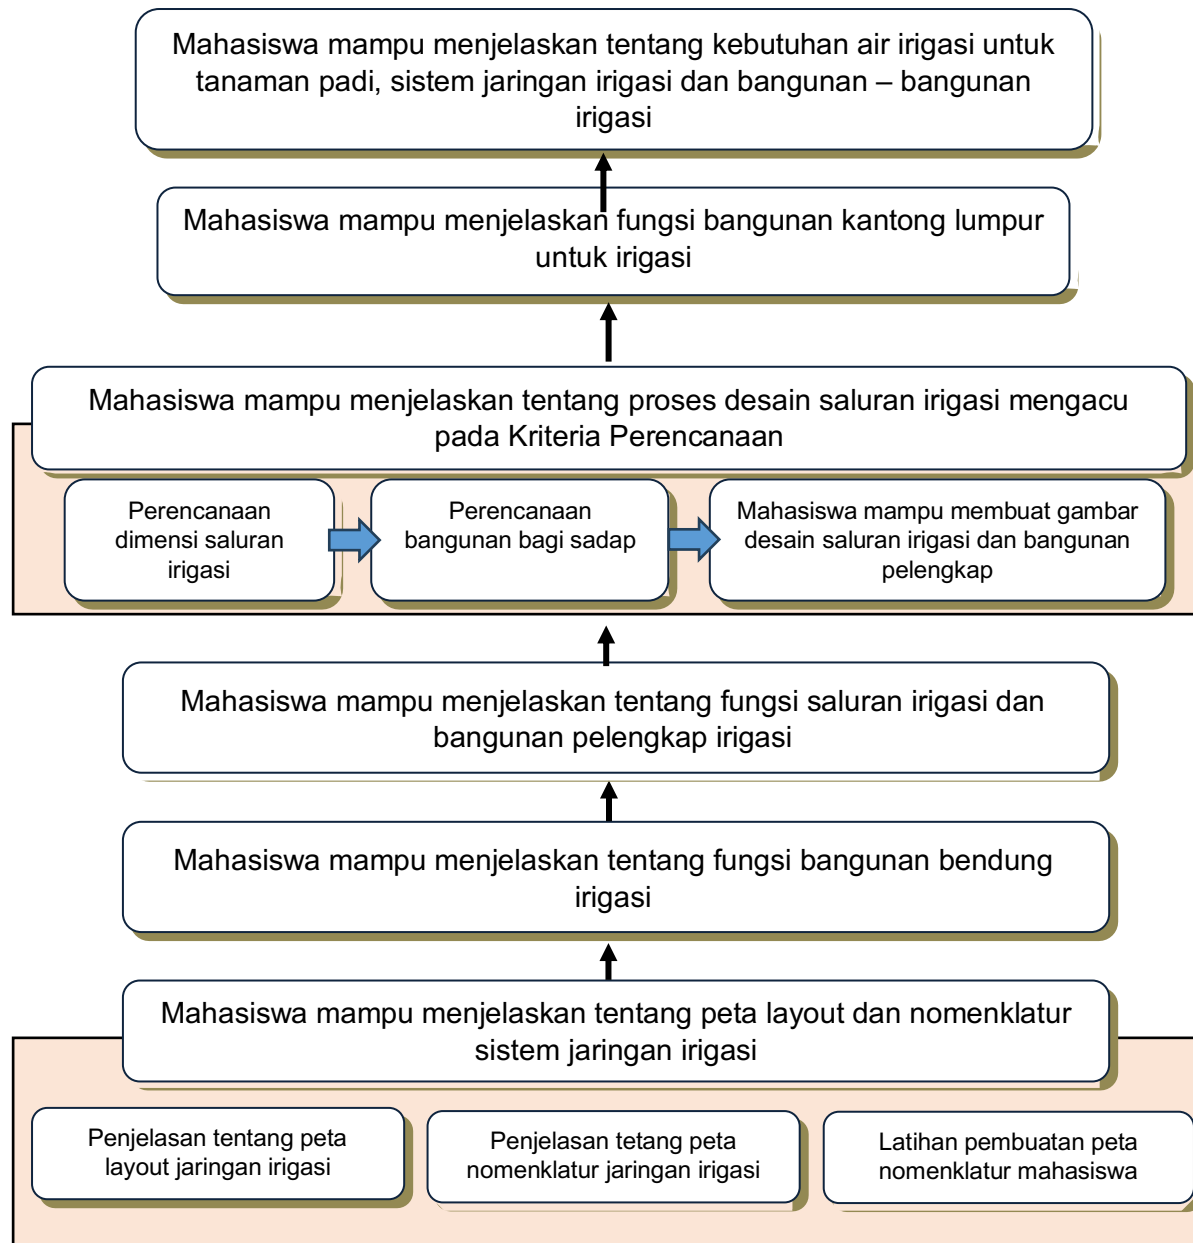 Mahasiswa mampu menjelaskan tentang kebutuhan air irigasi untuk
tanaman padi, sistem jaringan irigasi dan bangunan – bangunan
irigasi
Mahasiswa mampu menjelaskan fungsi bangunan kantong lumpur
untuk irigasi
Mahasiswa mampu menjelaskan tentang proses desain saluran irigasi mengacu
pada Kriteria Perencanaan
Perencanaan
dimensi saluran
irigasi
Perencanaan
bangunan bagi sadap
Mahasiswa mampu membuat gambar
desain saluran irigasi dan bangunan
pelengkap
Mahasiswa mampu menjelaskan tentang fungsi saluran irigasi dan
bangunan pelengkap irigasi
Mahasiswa mampu menjelaskan tentang fungsi bangunan bendung
irigasi
Mahasiswa mampu menjelaskan tentang peta layout dan nomenklatur
sistem jaringan irigasi
Penjelasan tentang peta
layout jaringan irigasi
Penjelasan tetang peta
nomenklatur jaringan irigasi
Latihan pembuatan peta
nomenklatur mahasiswa